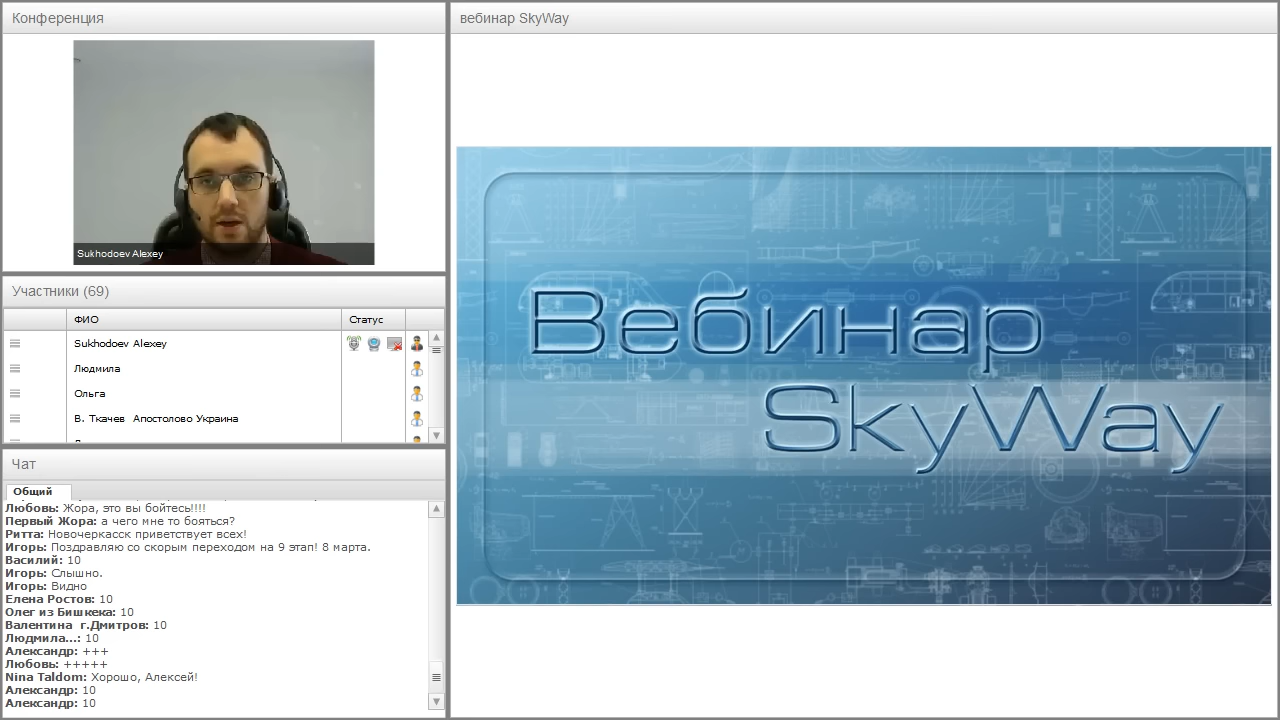 Конференция
вебинар SkyWay
Sukhodoev Alexey
Участники (69)
ФИО
Статус
Sukhodoev Alexey
Людмила
Ольга
В. Ткачев Апостолово Украина
Вебинар
SkyWay
Чат
Общий
Любовь: Жора, это вы бойтесь!!!!
Первый Жора: а чего мне то бояться?
Ритта: Новочеркасск приветствует всех!
Игорь: Поздравляю со скорым переходом на 9 этап! 8 марта.
Василий: 10
Игорь: Слышно.
Игорь: Видно
Елена Ростов: 10
Олег из Бишкека: 10
Валентина г.Дмитров: 10
Людмила...: 10
Александр: +++
Любовь: +++++
Nina Taldom: Хорошо, Алексей!
Александр: 10
Александр: 10